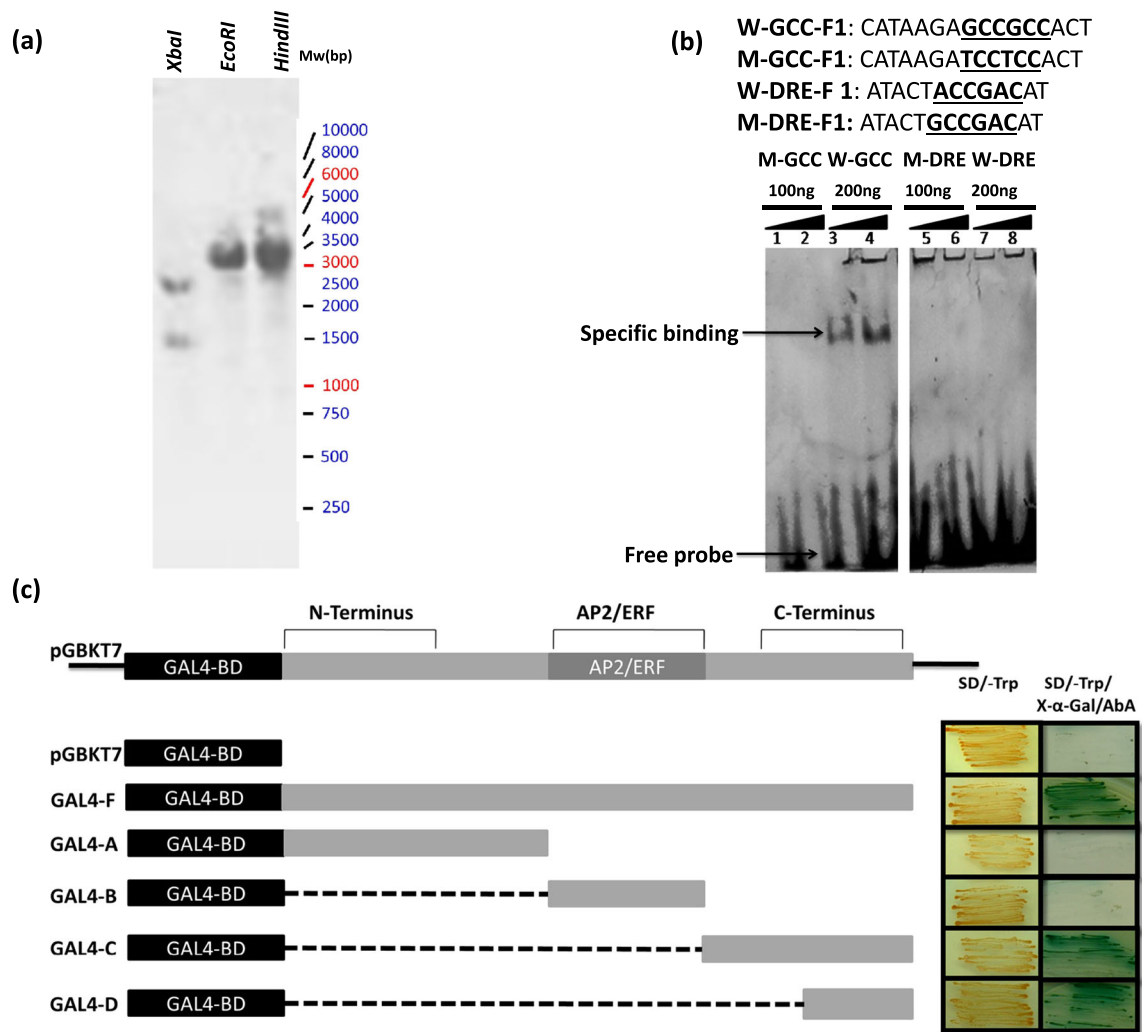 (a)
XbaI
EcoRI
HindIII
Mw(bp)
10000
8000
6000
5000
4000
3500
3000
2500
2000
1500
1000
750
500
250
(b)
W-GCC-F1: CATAAGAGCCGCCACT
M-GCC-F1: CATAAGATCCTCCACT
W-DRE-F 1: ATACTACCGACAT
M-DRE-F1: ATACTGCCGACAT
M-GCC W-GCC M-DRE W-DRE
100ng 200ng 100ng 200ng
1 2 3 4 5 6 7 8
Specific binding
Free probe
(c)
N-Terminus AP2/ERF C-Terminus
pGBKT7 GAL4-BD AP2/ERF
SD/-Trp SD/-Trp/
X-α-Gal/AbA
pGBKT7 GAL4-BD
GAL4-F GAL4-BD
GAL4-A GAL4-BD
GAL4-B GAL4-BD
GAL4-C GAL4-BD
GAL4-D GAL4-BD